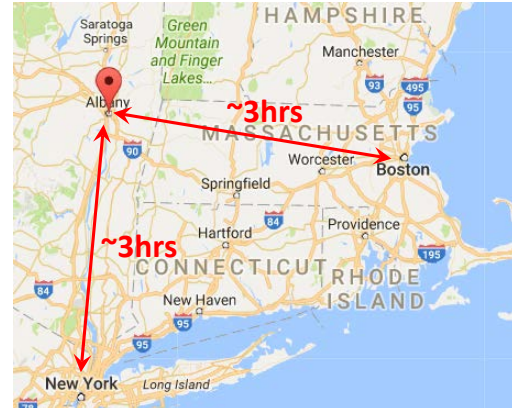 HAMPSHIRE
Saratoga
Springs
Green
Mountain
and Finger
Lakes...
Manchester
93
495
95
Albany
~3hrs
MASSACHUSETTS
90
Worcester
Boston
Springfield
84
Hartford
Providence
~3hrs
195
CONNECTICUT
RHODE
ISLAND
84
New Haven
95
95
New York
Long Island
78